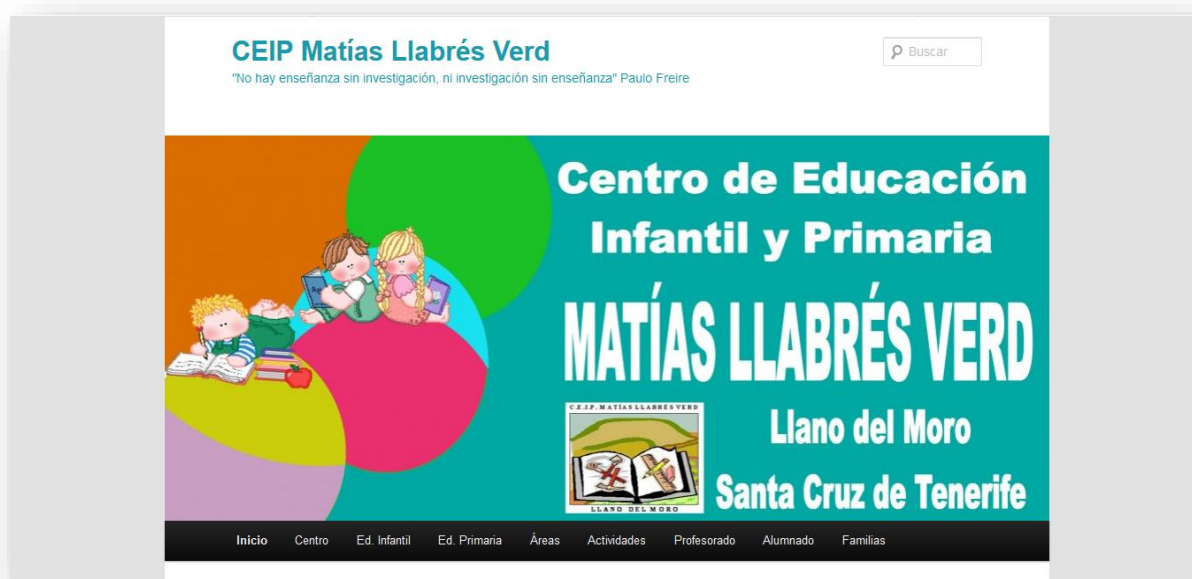 CEIP Matías Llabrés Verd
Buscar
"No hay enseñanza sin investigación, ni investigación sin enseñanza" Paulo Freire
Centro de Educación
Infantil y Primaria
MATÍAS LLABRÉS VERD
C.E.I.P. MATÍAS LLABRÉS VERD
LLANO DEL MORO
Llano del Moro
Santa Cruz de Tenerife
Inicio Centro Ed. Infantil Ed. Primaria Áreas Actividades Profesorado Alumnado Familias